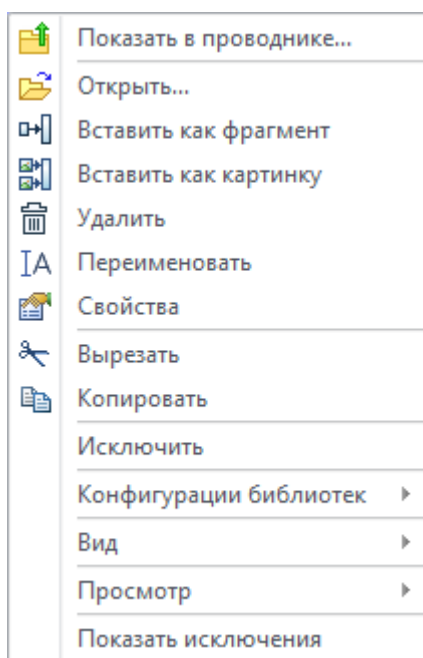 Показать в проводнике...
Открыть...
Вставить как фрагмент
Вставить как картинку
Удалить
Переименовать
Свойства
Вырезать
Копировать
Исключить
Конфигурации библиотек
Вид
Просмотр
Показать исключения